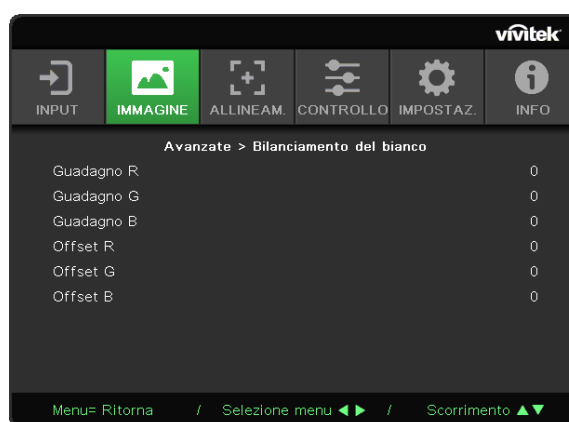 vivitek
INPUT IMMAGINE ALLINEAM. CONTROLLO IMPOSTAZ. INFO
Avanzate > Bilanciamento del bianco
Guadagno R 0
Guadagno G 0
Guadagno B 0
Offset R 0
Offset G 0
Offset B 0
Menu= Ritorna / Selezione menu ◀ ▶ / Scorrimento ▲▼